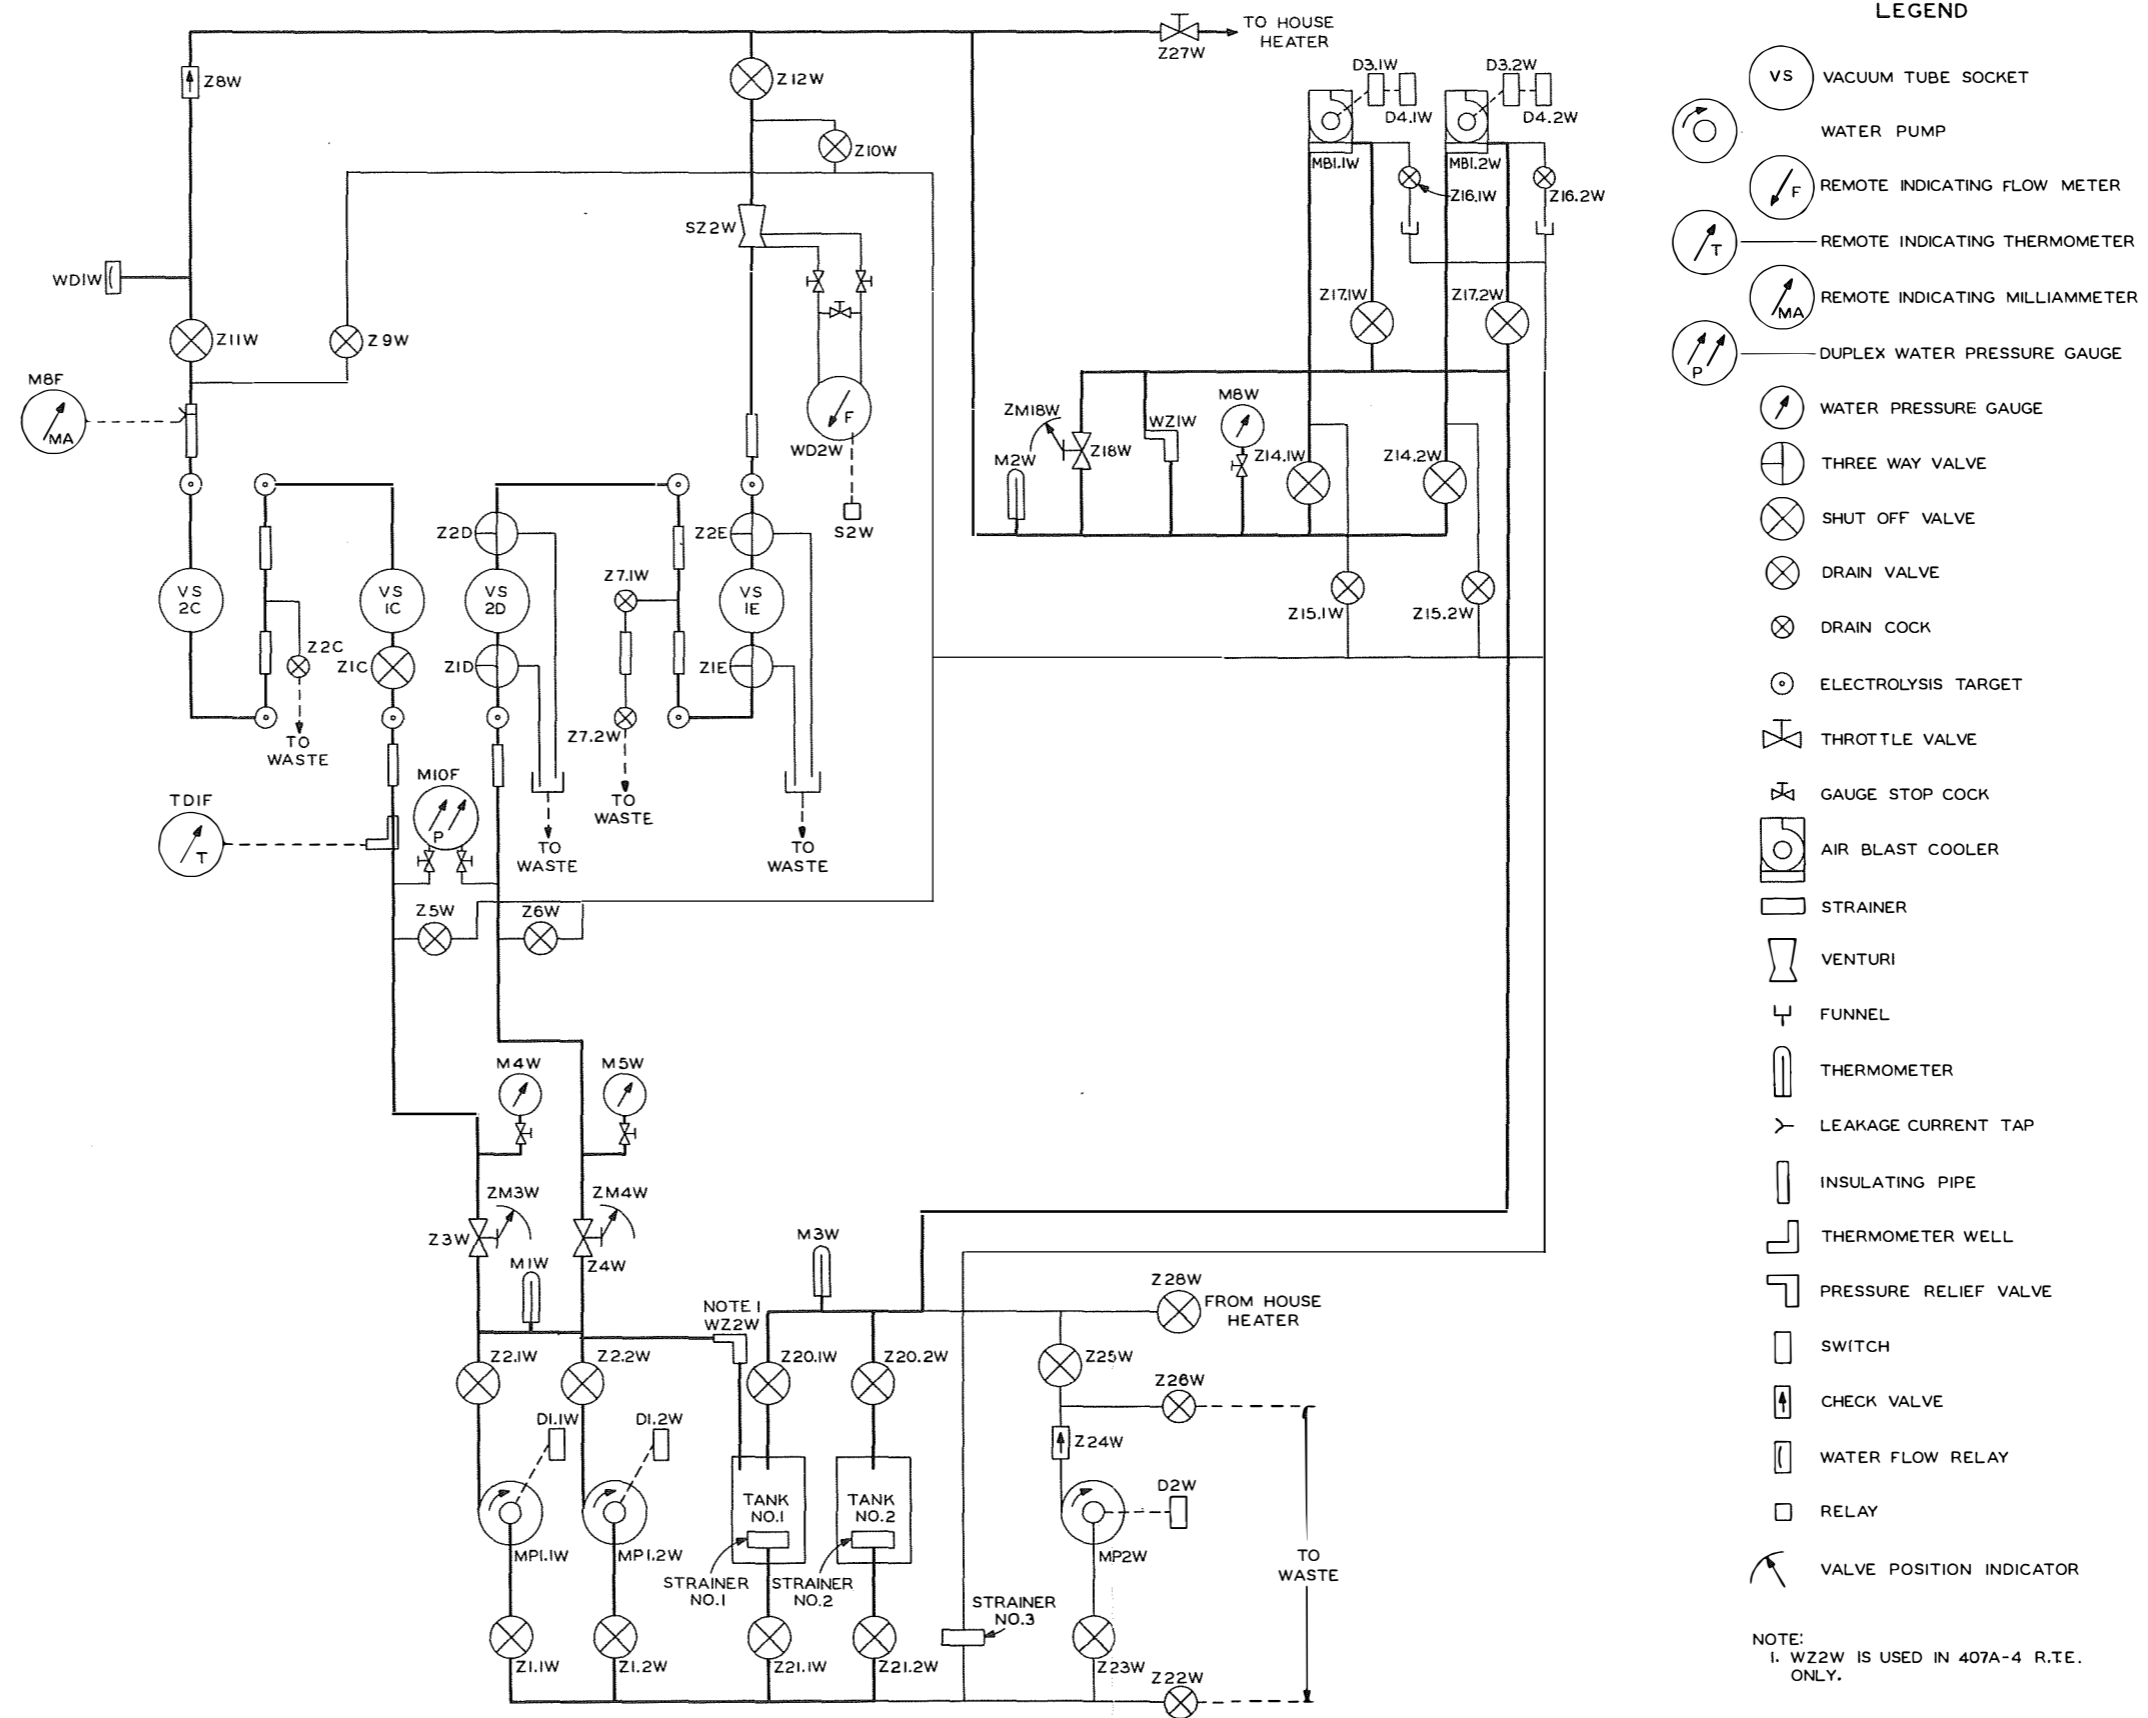 LEGEND
VS VACUUM TUBE SOCKET
WATER PUMP
F REMOTE INDICATING FLOW METER
T REMOTE INDICATING THERMOMETER
MA REMOTE INDICATING MILLIAMMETER
P DUPLEX WATER PRESSURE GAUGE
WATER PRESSURE GAUGE
THREE WAY VALVE
SHUT OFF VALVE
DRAIN VALVE
DRAIN COCK
ELECTROLYSIS TARGET
THROTTLE VALVE
GAUGE STOP COCK
AIR BLAST COOLER
STRAINER
VENTURI
FUNNEL
THERMOMETER
LEAKAGE CURRENT TAP
INSULATING PIPE
THERMOMETER WELL
PRESSURE RELIEF VALVE
SWITCH
CHECK VALVE
WATER FLOW RELAY
RELAY
VALVE POSITION INDICATOR
NOTE:
1. WZ2W IS USED IN 407A-4 R.T.E.
ONLY.
TO HOUSE
HEATER
Z27W
Z8W
Z12W
Z10W
SZ2W
WD1W
Z11W
Z9W
M8F
MA
F
WD2W
S2W
D3.1W
D4.1W
D3.2W
D4.2W
MB1.1W
MB1.2W
Z16.1W
Z16.2W
Z17.1W
Z17.2W
ZM18W
M2W
Z18W
WZ1W
M8W
Z14.1W
Z14.2W
Z15.1W
Z15.2W
Z2D
Z2E
Z7.1W
VS
2C
VS
1C
VS
2D
VS
1E
Z2C
Z1C
Z1D
Z1E
Z7.2W
TO
WASTE
TD1F
T
M10F
P
TO
WASTE
TO
WASTE
TO
WASTE
Z5W
Z6W
M4W
M5W
ZM3W
ZM4W
Z3W
Z4W
M1W
M3W
NOTE 1
WZ2W
Z28W
FROM HOUSE
HEATER
Z2.1W
Z2.2W
Z20.1W
Z20.2W
Z25W
Z26W
D1.1W
D1.2W
Z24W
D2W
TANK
NO.1
TANK
NO.2
MP1.1W
MP1.2W
MP2W
STRAINER
NO.1
STRAINER
NO.2
STRAINER
NO.3
TO
WASTE
Z1.1W
Z1.2W
Z21.1W
Z21.2W
Z23W
Z22W